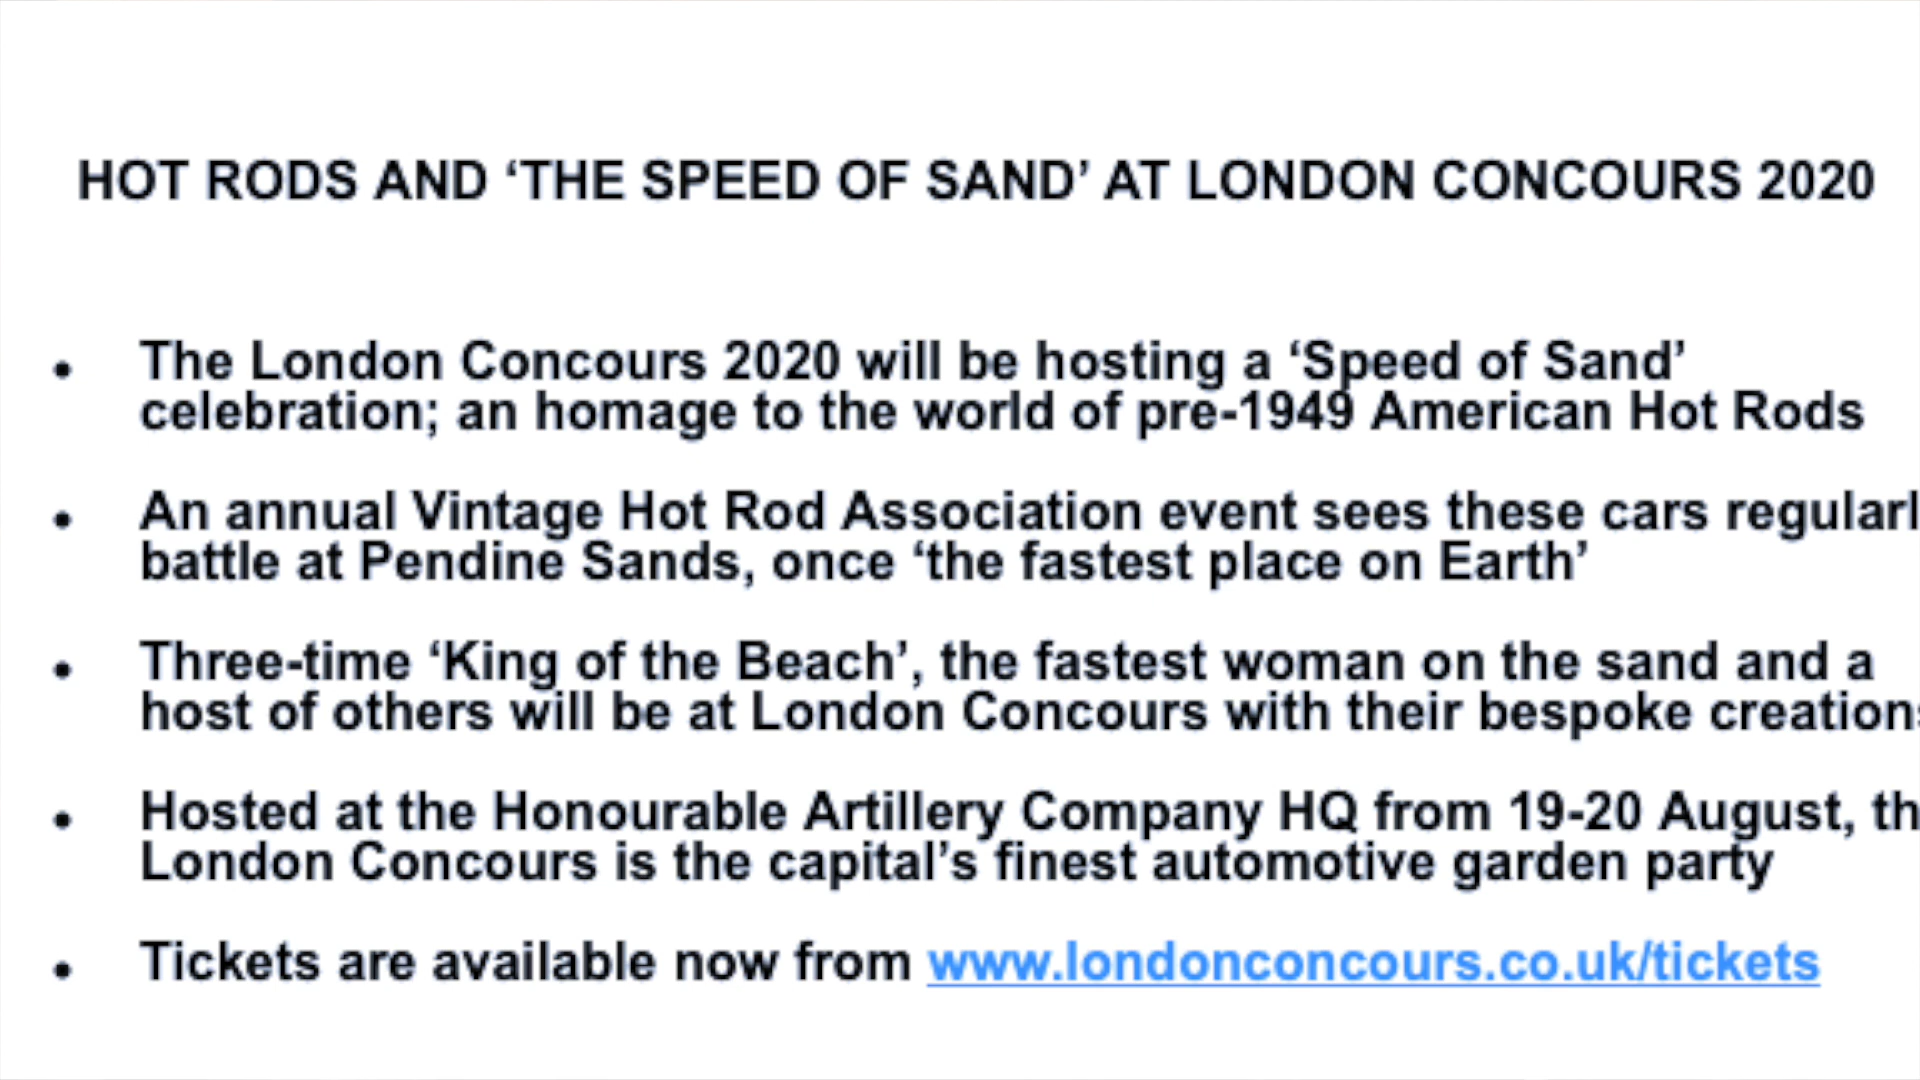 HOT RODS AND ‘THE SPEED OF SAND’ AT LONDON CONCOURS 2020
• The London Concours 2020 will be hosting a ‘Speed of Sand’
celebration; an homage to the world of pre-1949 American Hot Rods
• An annual Vintage Hot Rod Association event sees these cars regularl
battle at Pendine Sands, once ‘the fastest place on Earth’
• Three-time ‘King of the Beach’, the fastest woman on the sand and a
host of others will be at London Concours with their bespoke creations
• Hosted at the Honourable Artillery Company HQ from 19-20 August, th
London Concours is the capital’s finest automotive garden party
• Tickets are available now from www.londonconcours.co.uk/tickets